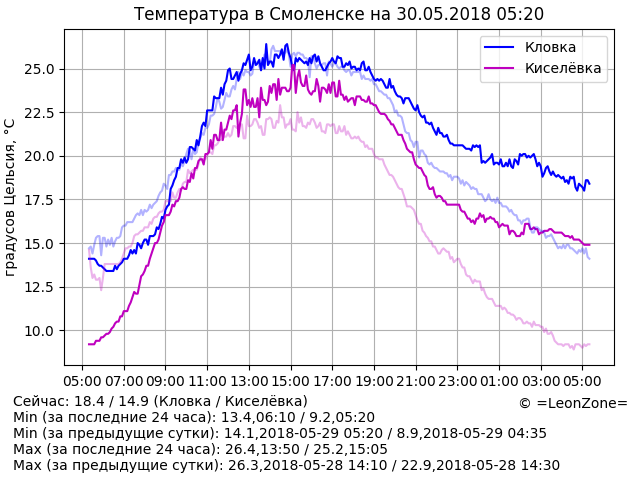 Температура в Смоленске на 30.05.2018 05:20
Кловка
Киселёвка
градусов Цельсия, °C
25.0
22.5
20.0
17.5
15.0
12.5
10.0
05:00 07:00 09:00 11:00 13:00 15:00 17:00 19:00 21:00 23:00 01:00 03:00 05:00
Сейчас: 18.4 / 14.9 (Кловка / Киселёвка)
© =LeonZone=
Min (за последние 24 часа): 13.4,06:10 / 9.2,05:20
Min (за предыдущие сутки): 14.1,2018-05-29 05:20 / 8.9,2018-05-29 04:35
Max (за последние 24 часа): 26.4,13:50 / 25.2,15:05
Max (за предыдущие сутки): 26.3,2018-05-28 14:10 / 22.9,2018-05-28 14:30